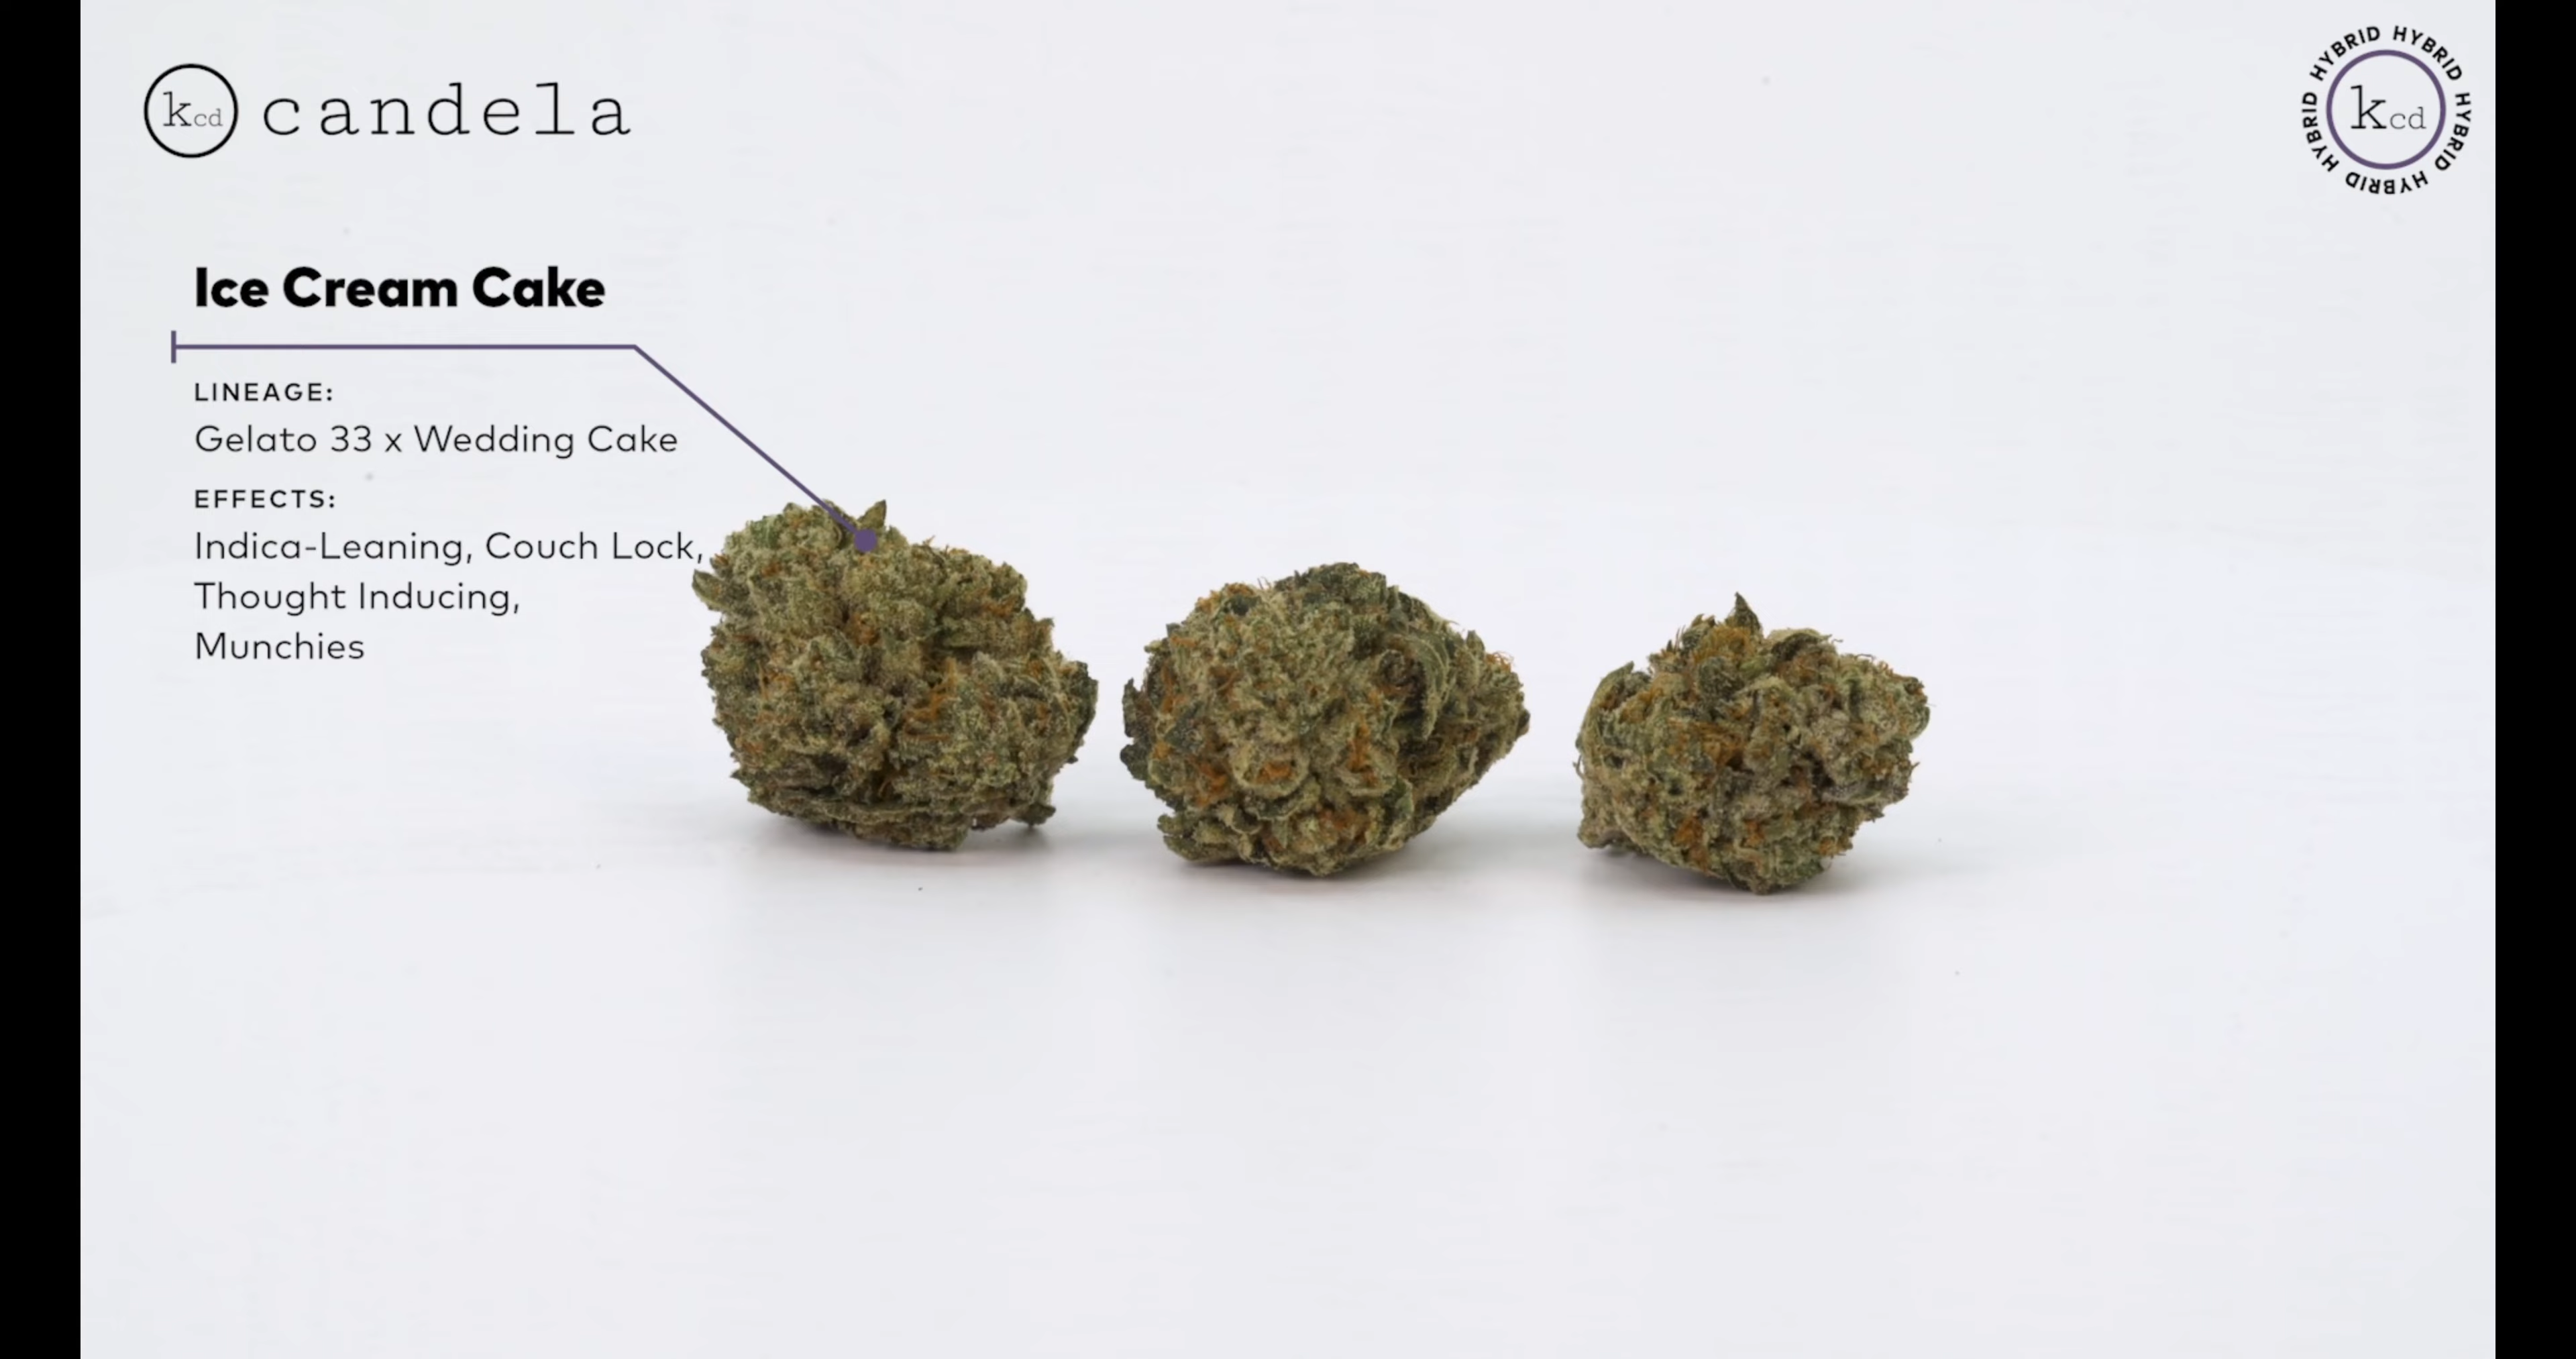 kcd candela
HYBRID HYBRID HYBRID HYBRID HYBRID
kcd
Ice Cream Cake
LINEAGE:
Gelato 33 x Wedding Cake
EFFECTS:
Indica-Leaning, Couch Lock,
Thought Inducing,
Munchies